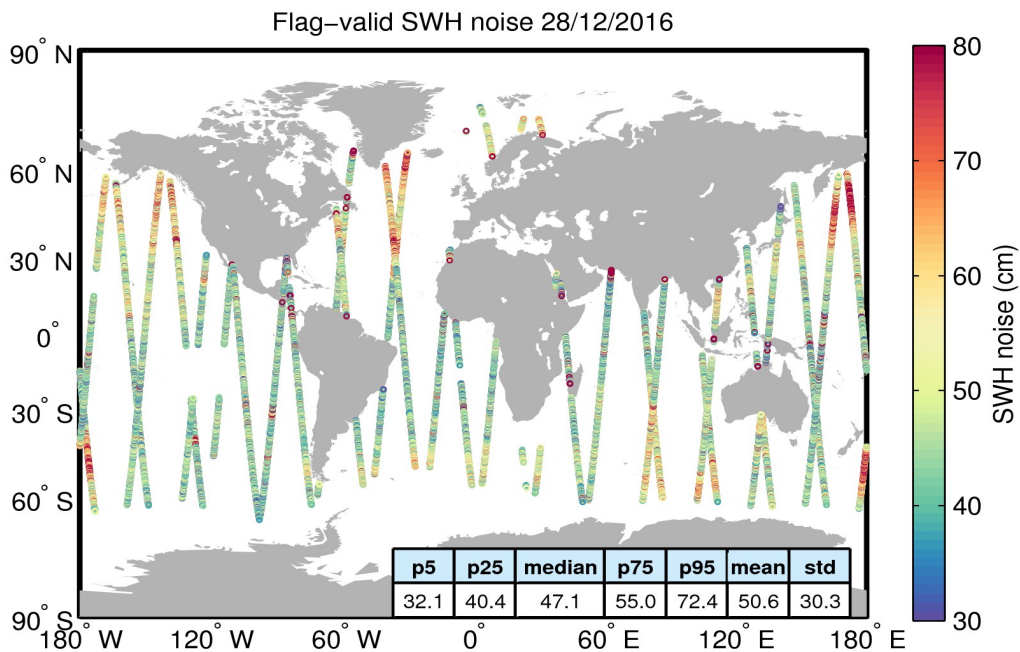 Flag−valid SWH noise 28/12/2016
90° N
60° N
30° N
0°
30° S
60° S
90° S
180° W
120° W
60° W
0°
60° E
120° E
180° E
p5 p25 median p75 p95 mean std
32.1 40.4 47.1 55.0 72.4 50.6 30.3
80
70
60
50
40
30
SWH noise (cm)